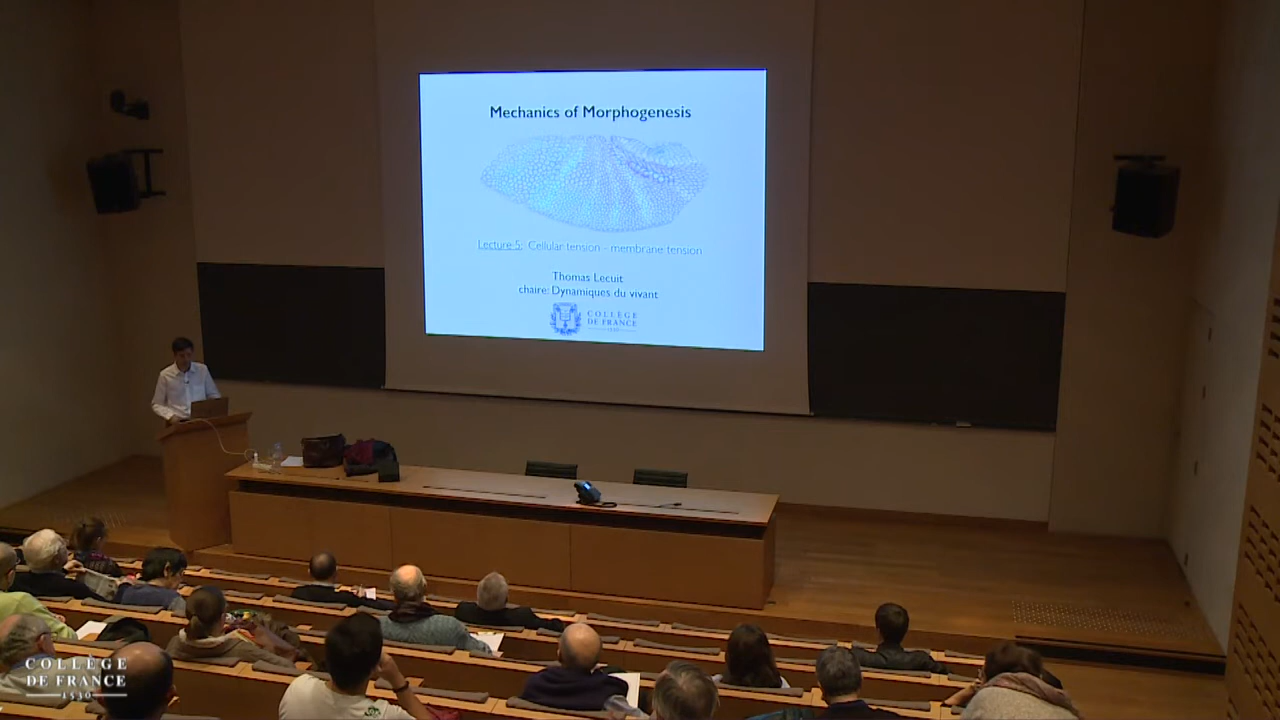 Mechanics of Morphogenesis
Lecture 5: Cellular tension - membrane tension
Thomas Lecuit
chaire: Dynamiques du vivant
COLLÈGE
DE FRANCE
1530
COLLÈGE
DE FRANCE
1530